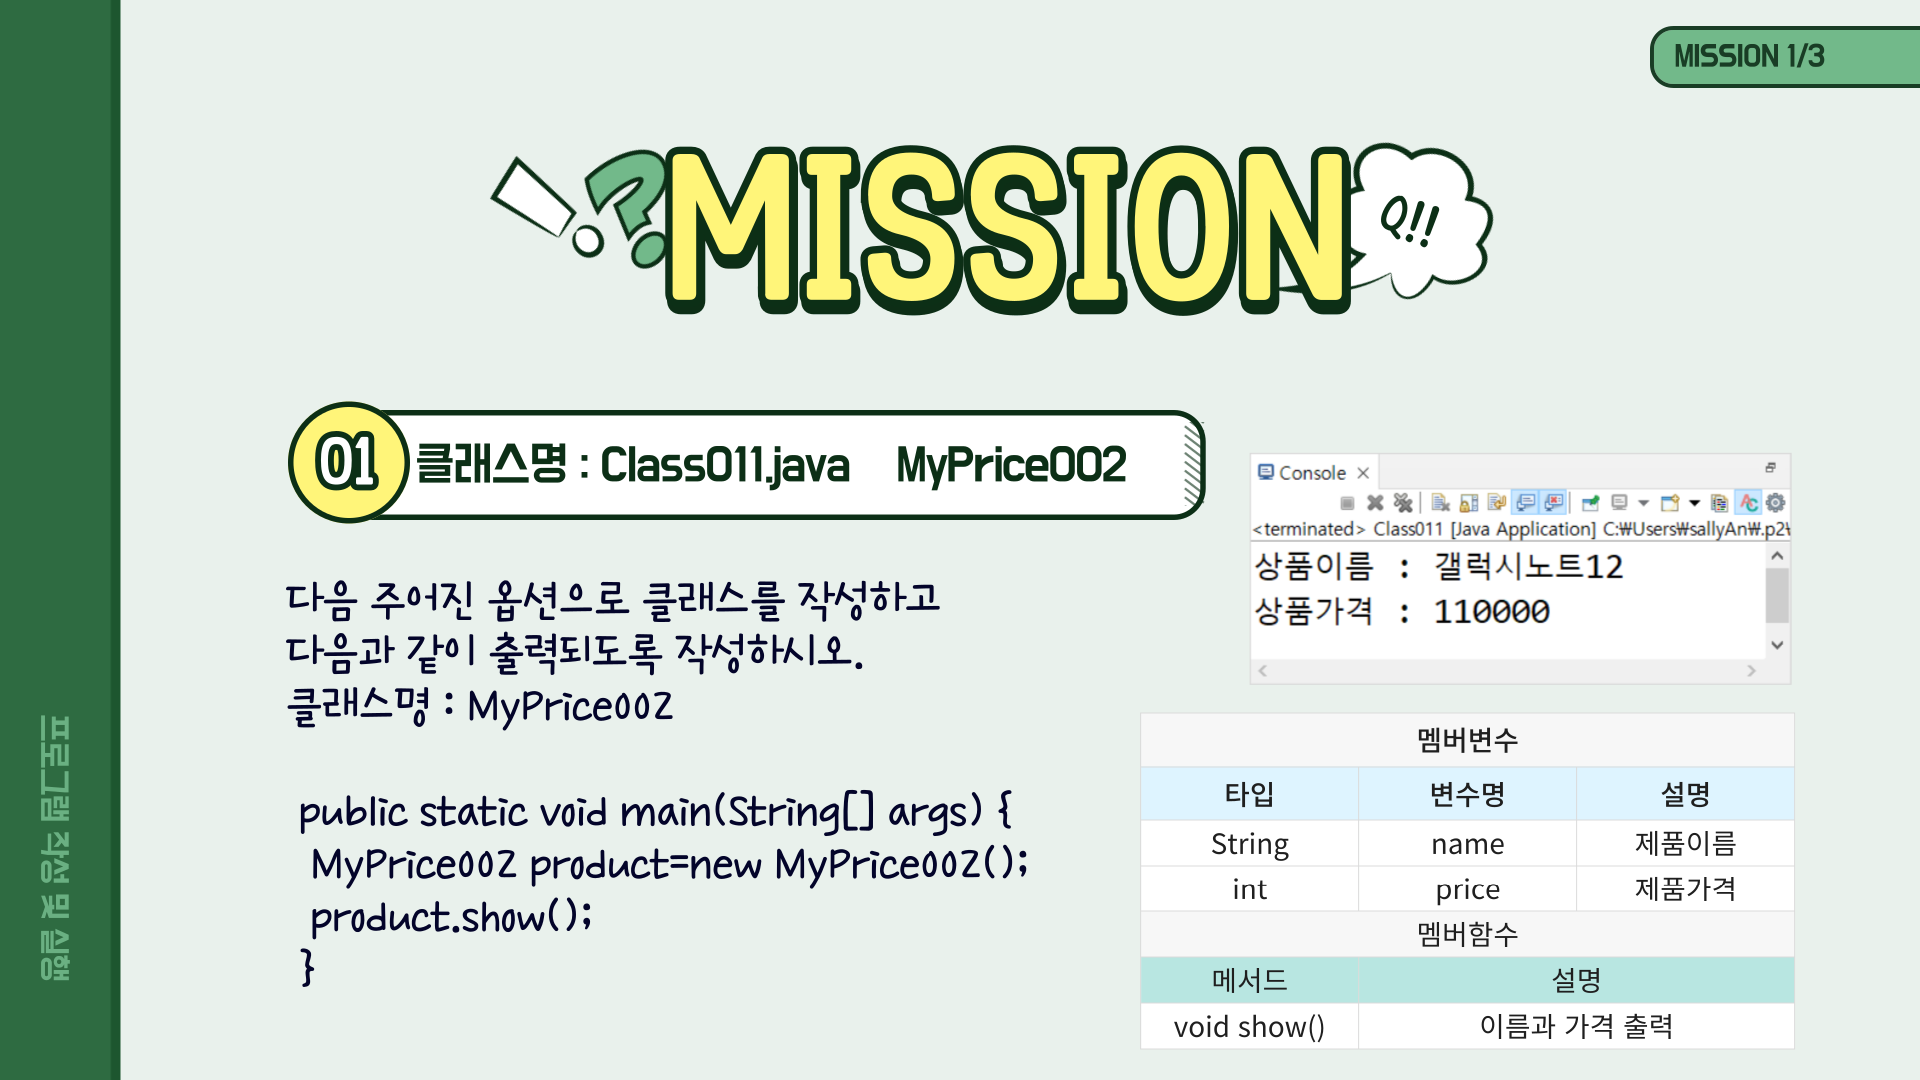 MISSION 1/3
!?MISSION
Q!!
01 클래스명 : Class011.java MyPrice002
다음 주어진 옵션으로 클래스를 작성하고
다음과 같이 출력되도록 작성하시오.
클래스명 : MyPrice002
public static void main(String[] args) {
MyPrice002 product=new MyPrice002();
product.show();
}
Console
<terminated> Class011 [Java Application] C:₩Users₩sallyAn₩.p2₩
상품이름 : 갤럭시노트12
상품가격 : 110000
멤버변수
타입 변수명 설명
String name 제품이름
int price 제품가격
멤버함수
메서드 설명
void show() 이름과 가격 출력
프로그램 작성 및 실행